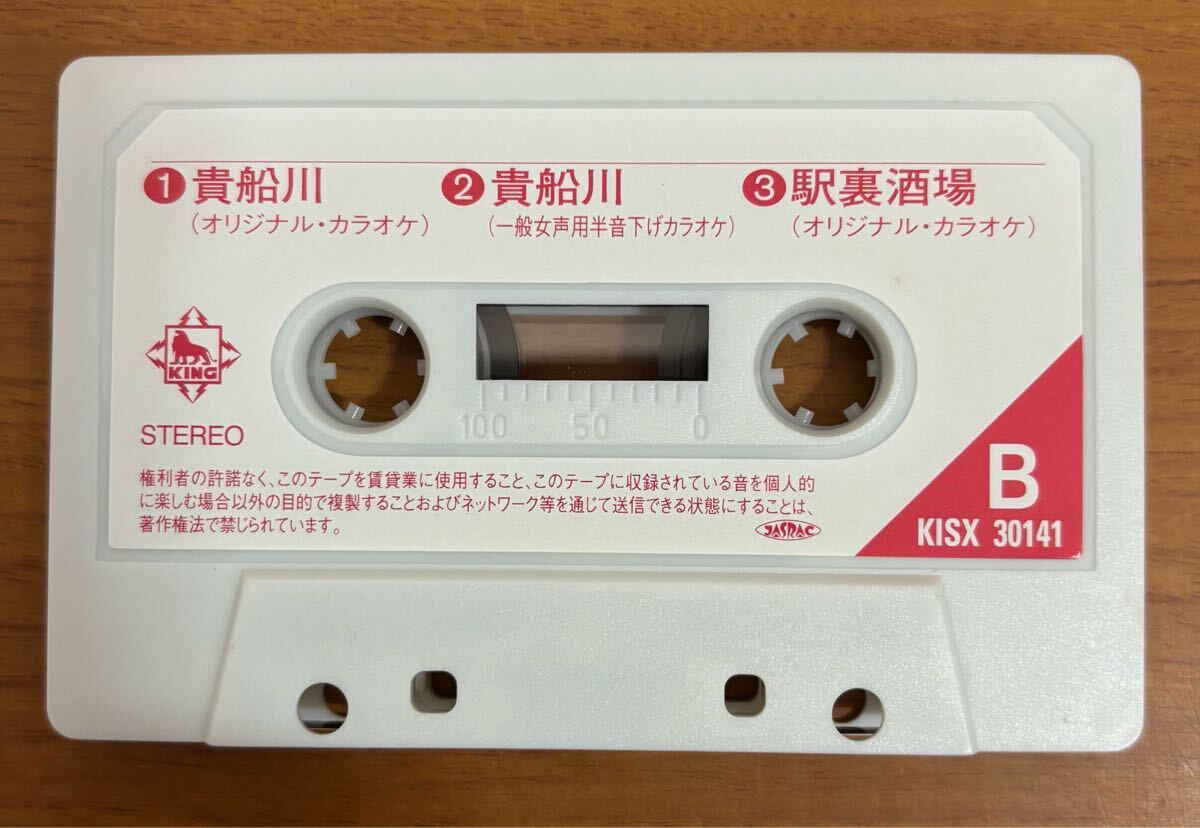 ❶貴船川 ❷貴船川 ❸駅裏酒場
(オリジナル・カラオケ) (一般女声用半音下げカラオケ) (オリジナル・カラオケ)
KING
STEREO
100 50 0
権利者の許諾なく、このテープを賃貸業に使用すること、このテープに収録されている音を個人的
に楽しむ場合以外の目的で複製することおよびネットワーク等を通じて送信できる状態にすることは、
著作権法で禁じられています。
JASRAC
B
KISX 30141